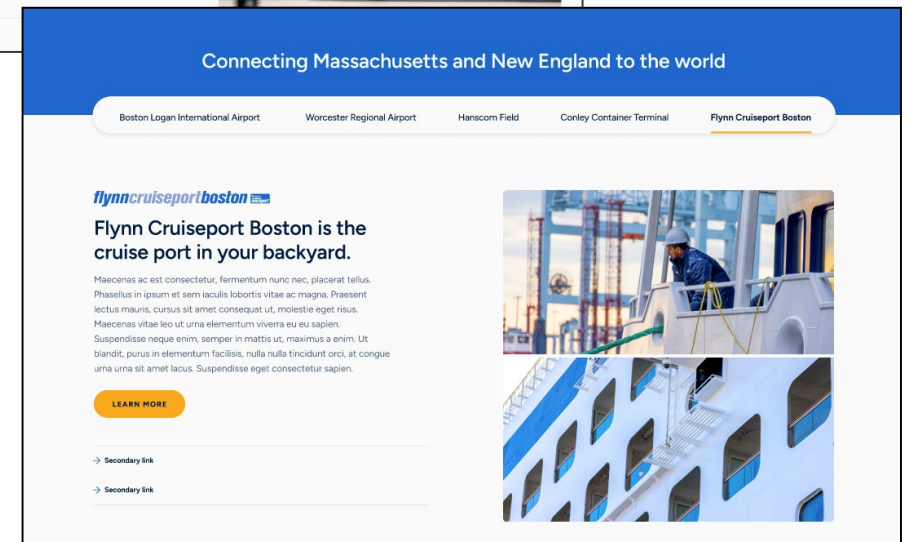 Connecting Massachusetts and New England to the world
Boston Logan International Airport
Worcester Regional Airport
Hanscom Field
Conley Container Terminal
Flynn Cruiseport Boston
flynncruiseportboston
Flynn Cruiseport Boston is the
cruise port in your backyard.
Maecenas ac est consectetur, fermentum nunc nec, placerat tellus.
Phasellus in ipsum et sem iaculis lobortis vitae ac magna. Praesent
lectus mauris, cursus sit amet consequat ut, molestie eget risus.
Maecenas vitae leo ut urna elementum viverra eu eu sapien.
Suspendisse neque enim, semper in mattis ut, maximus a enim. Ut
blandit, purus in elementum facilisis, nulla nulla tincidunt orci, at congue
urna urna sit amet lacus. Suspendisse eget consectetur sapien.
LEARN MORE
→ Secondary link
→ Secondary link